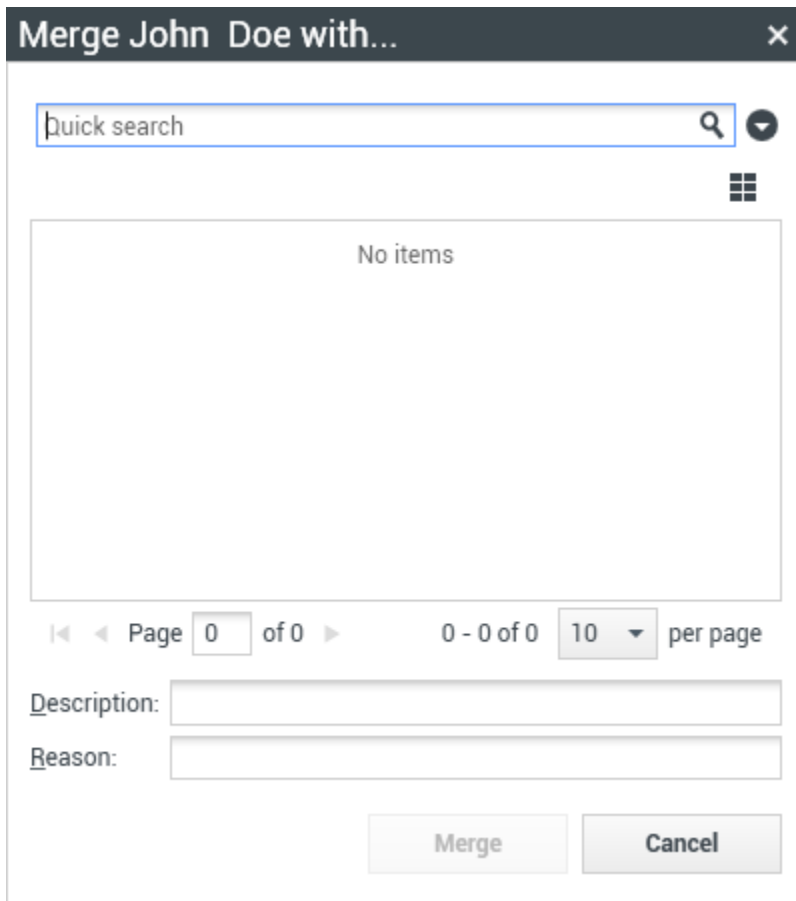 Merge John  Doe with...
Quick search
No items
Page 0 of 0 0 - 0 of 0 10 per page
Description:
Reason:
Merge Cancel